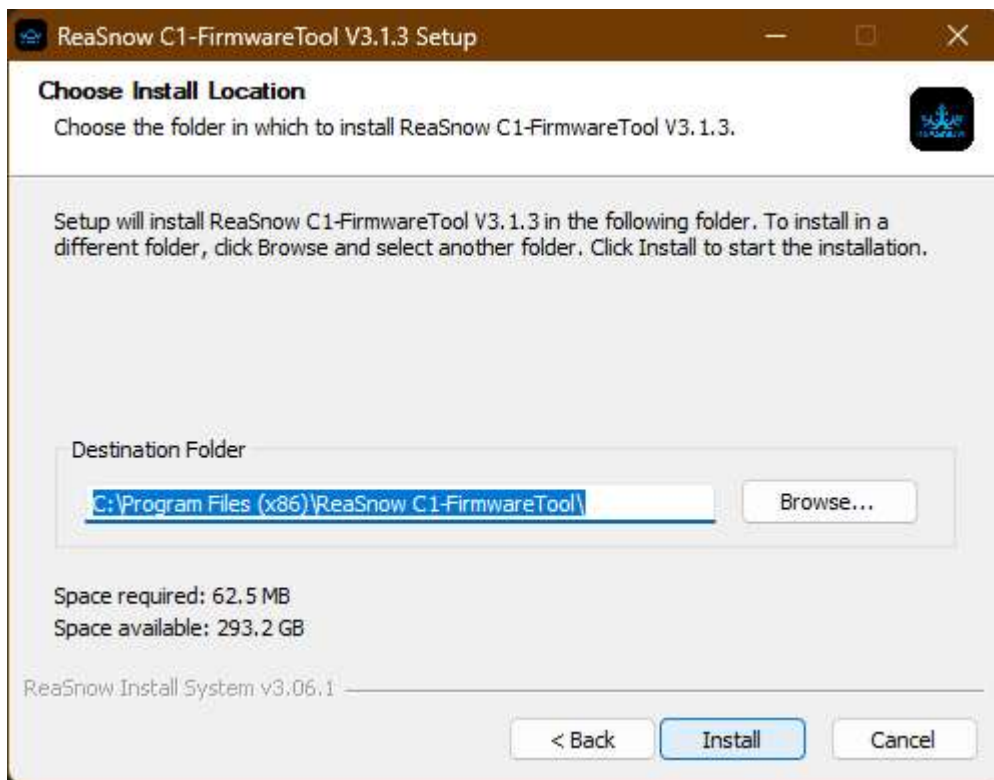 ReaSnow C1-FirmwareTool V3.1.3 Setup
Choose Install Location
Choose the folder in which to install ReaSnow C1-FirmwareTool V3.1.3.
Setup will install ReaSnow C1-FirmwareTool V3.1.3 in the following folder. To install in a
different folder, click Browse and select another folder. Click Install to start the installation.
Destination Folder
C:\Program Files (x86)\ReaSnow C1-FirmwareTool\
Browse...
Space required: 62.5 MB
Space available: 293.2 GB
ReaSnow Install System v3.06.1
< Back
Install
Cancel